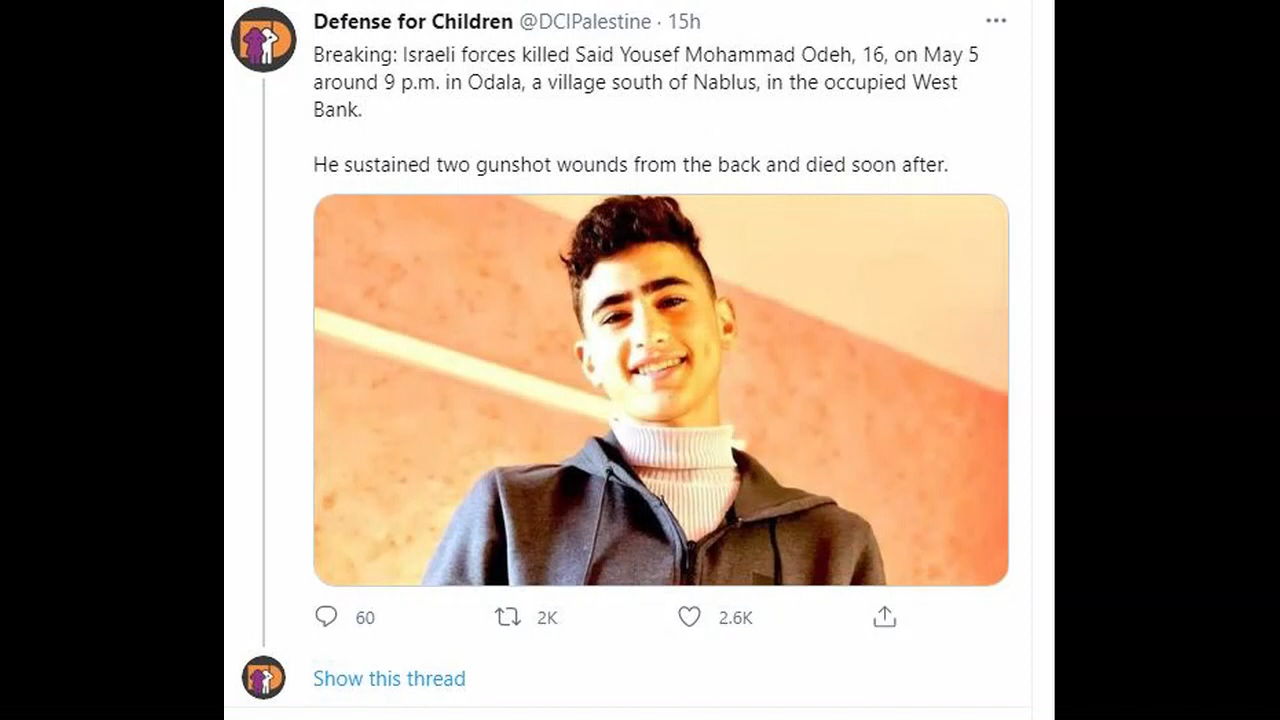 Defense for Children @DCIPalestine · 15h
Breaking: Israeli forces killed Said Yousef Mohammad Odeh, 16, on May 5
around 9 p.m. in Odala, a village south of Nablus, in the occupied West
Bank.
He sustained two gunshot wounds from the back and died soon after.
60 2K 2.6K
Show this thread